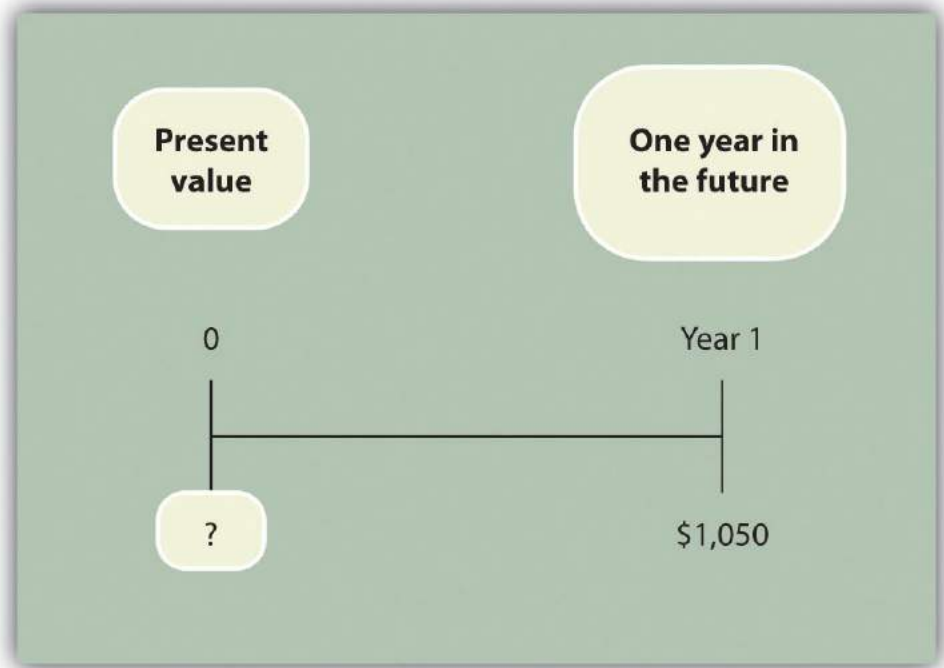 Present
value
One year in
the future
0
Year 1
?
$1,050